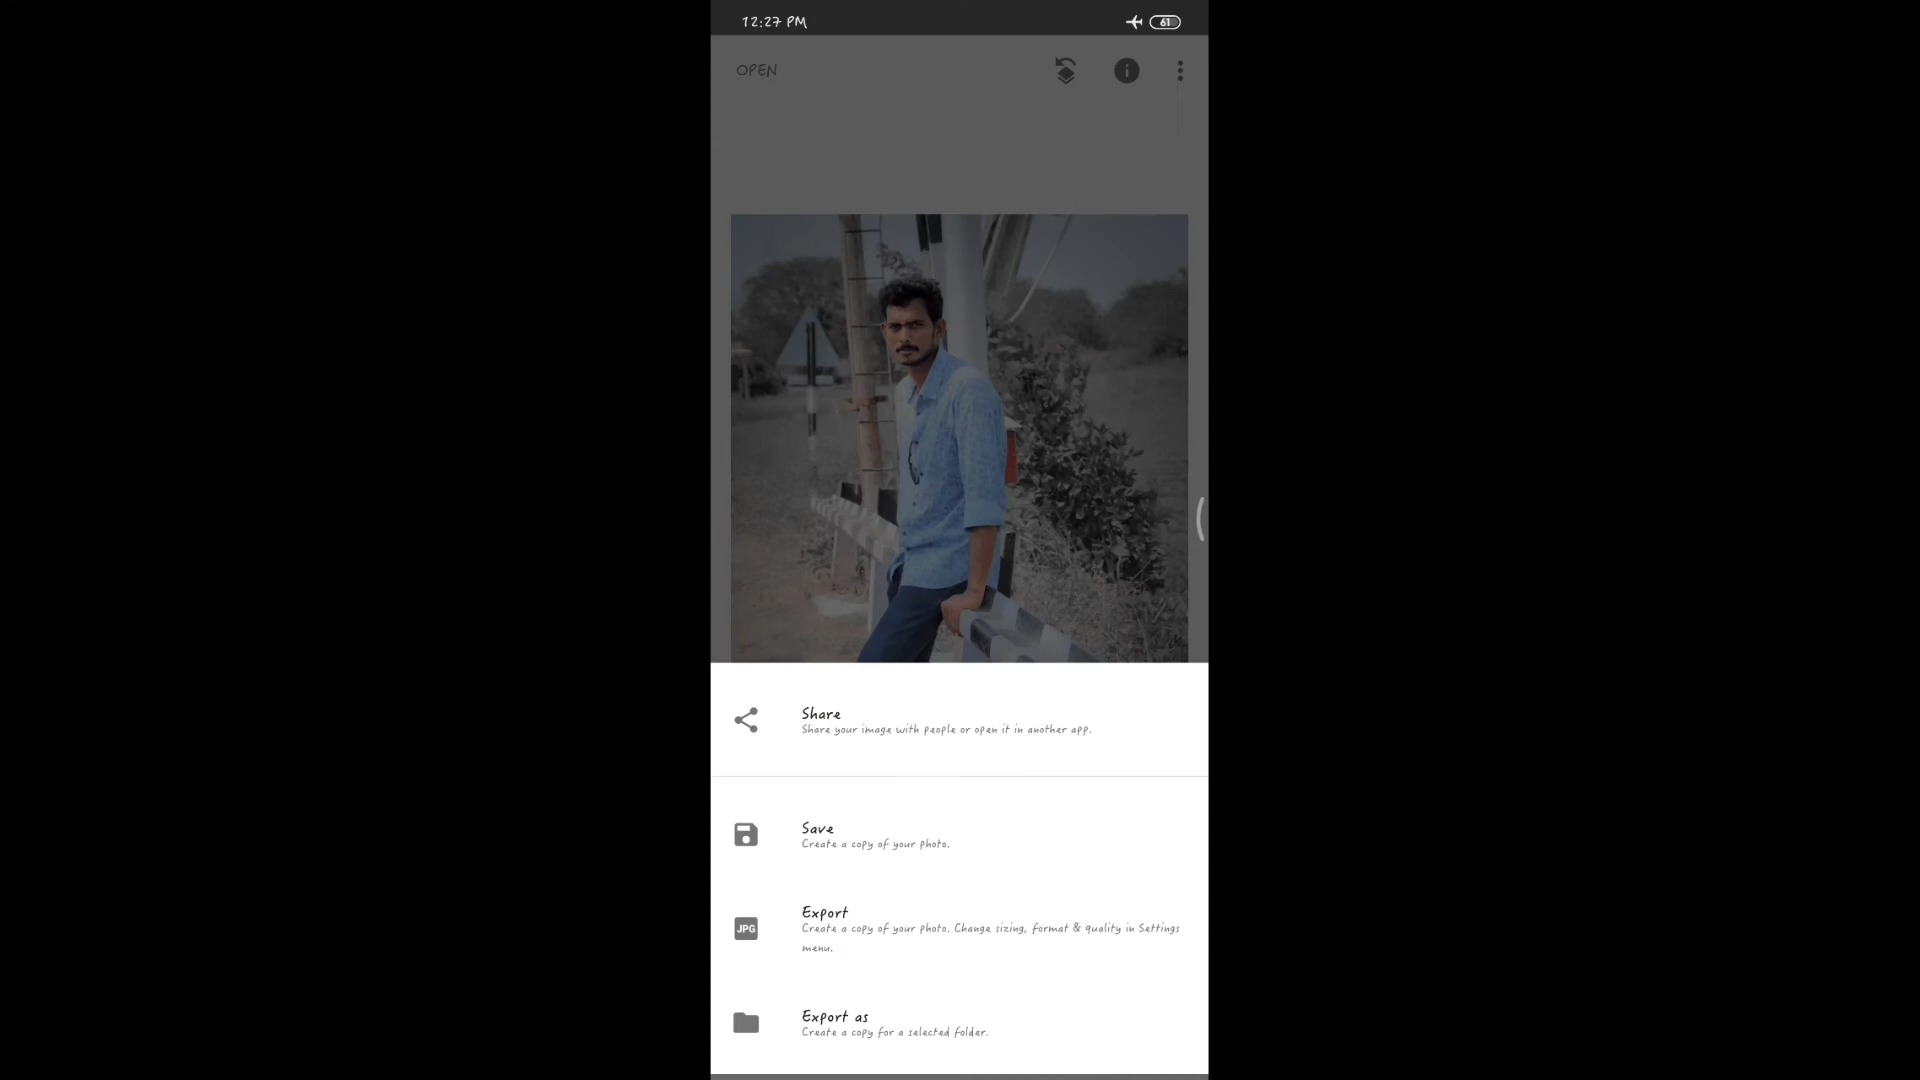 12:27 PM
61
OPEN
Share
Share your image with people or open it in another app.
Save
Create a copy of your photo.
JPG
Export
Create a copy of your photo. Change sizing, format & quality in Settings
menu.
Export as
Create a copy for a selected folder.